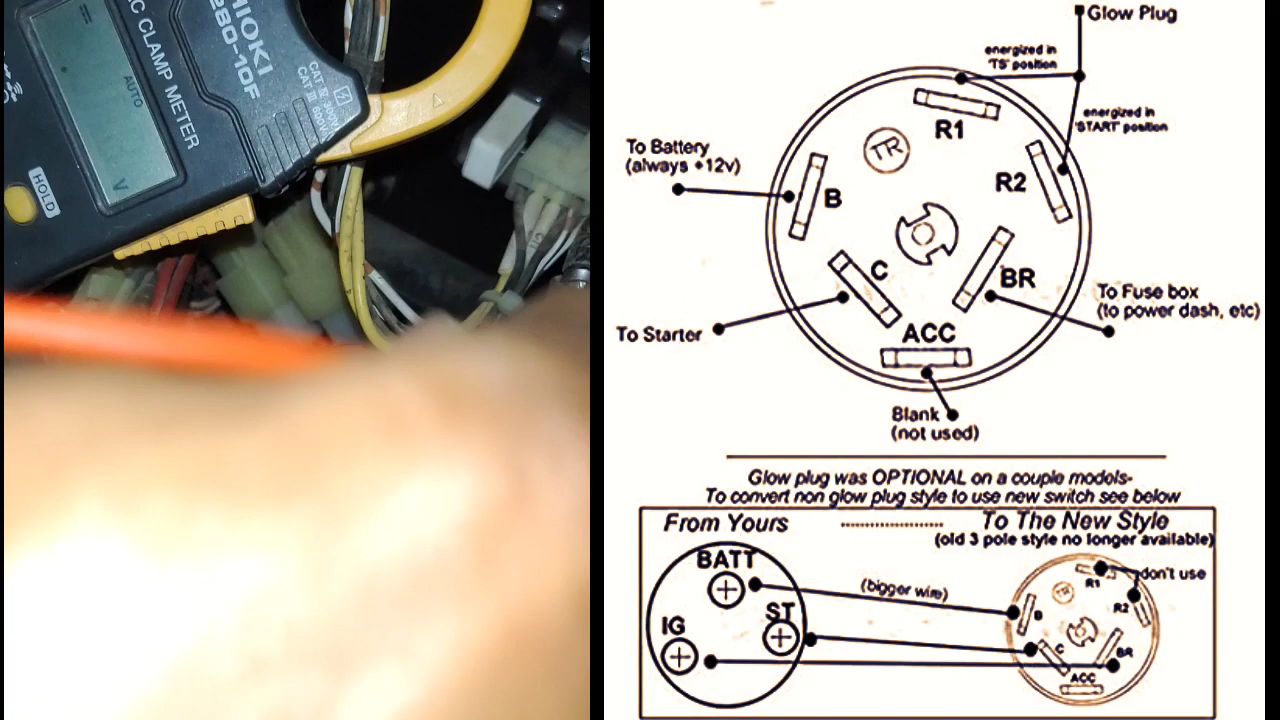 HIOKI
3280-10F
AC CLAMP METER
CAT III 600V
AUTO
V
HOLD
Glow Plug
energized in
'TS' position
energized in
'START' position
R1
TR
To Battery
(always +12v)
B
R2
C
BR
To Fuse box
(to power dash, etc)
To Starter
ACC
Blank
(not used)
Glow plug was OPTIONAL on a couple models-
To convert non glow plug style to use new switch see below
From Yours ...................... To The New Style
(old 3 pole style no longer available)
BATT
(bigger wire)
R1
don't use
TR
R2
B
ST
IG
C
BR
ACC